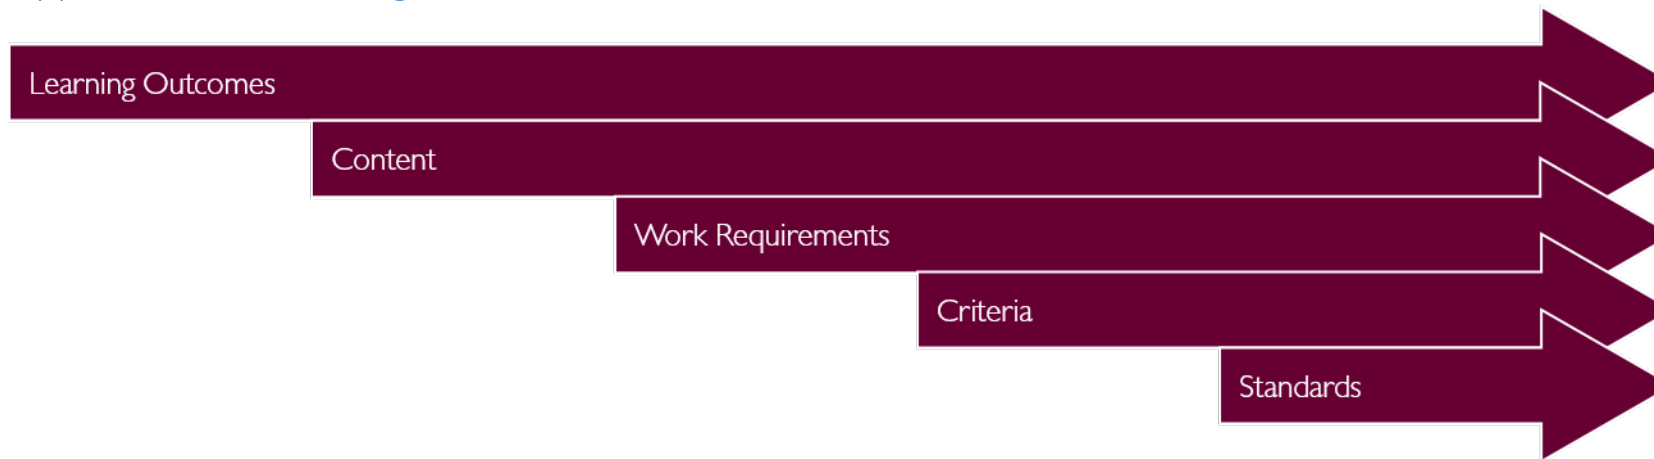 Learning Outcomes
Content
Work Requirements
Criteria
Standards